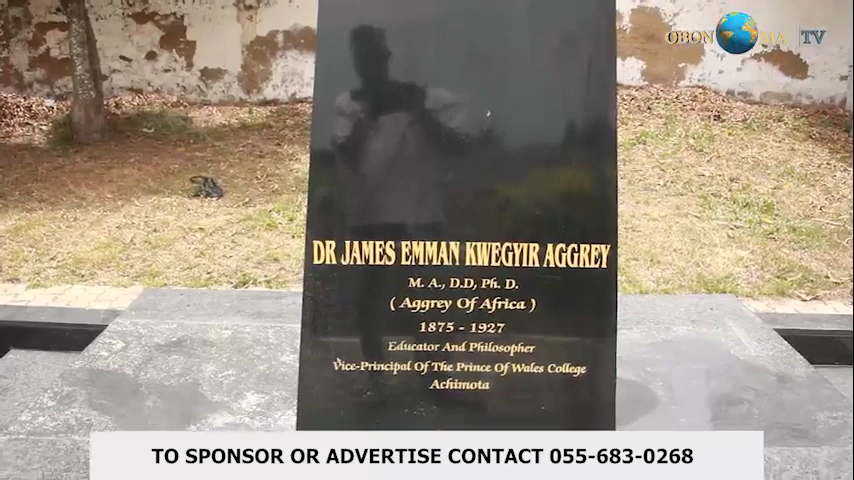 OBONOMA TV
DR JAMES EMMAN KWEGYIR AGGREY
M. A., D.D, Ph. D.
( Aggrey Of Africa )
1875 - 1927
Educator And Philosopher
Vice-Principal Of The Prince Of Wales College
Achimota
TO SPONSOR OR ADVERTISE CONTACT 055-683-0268